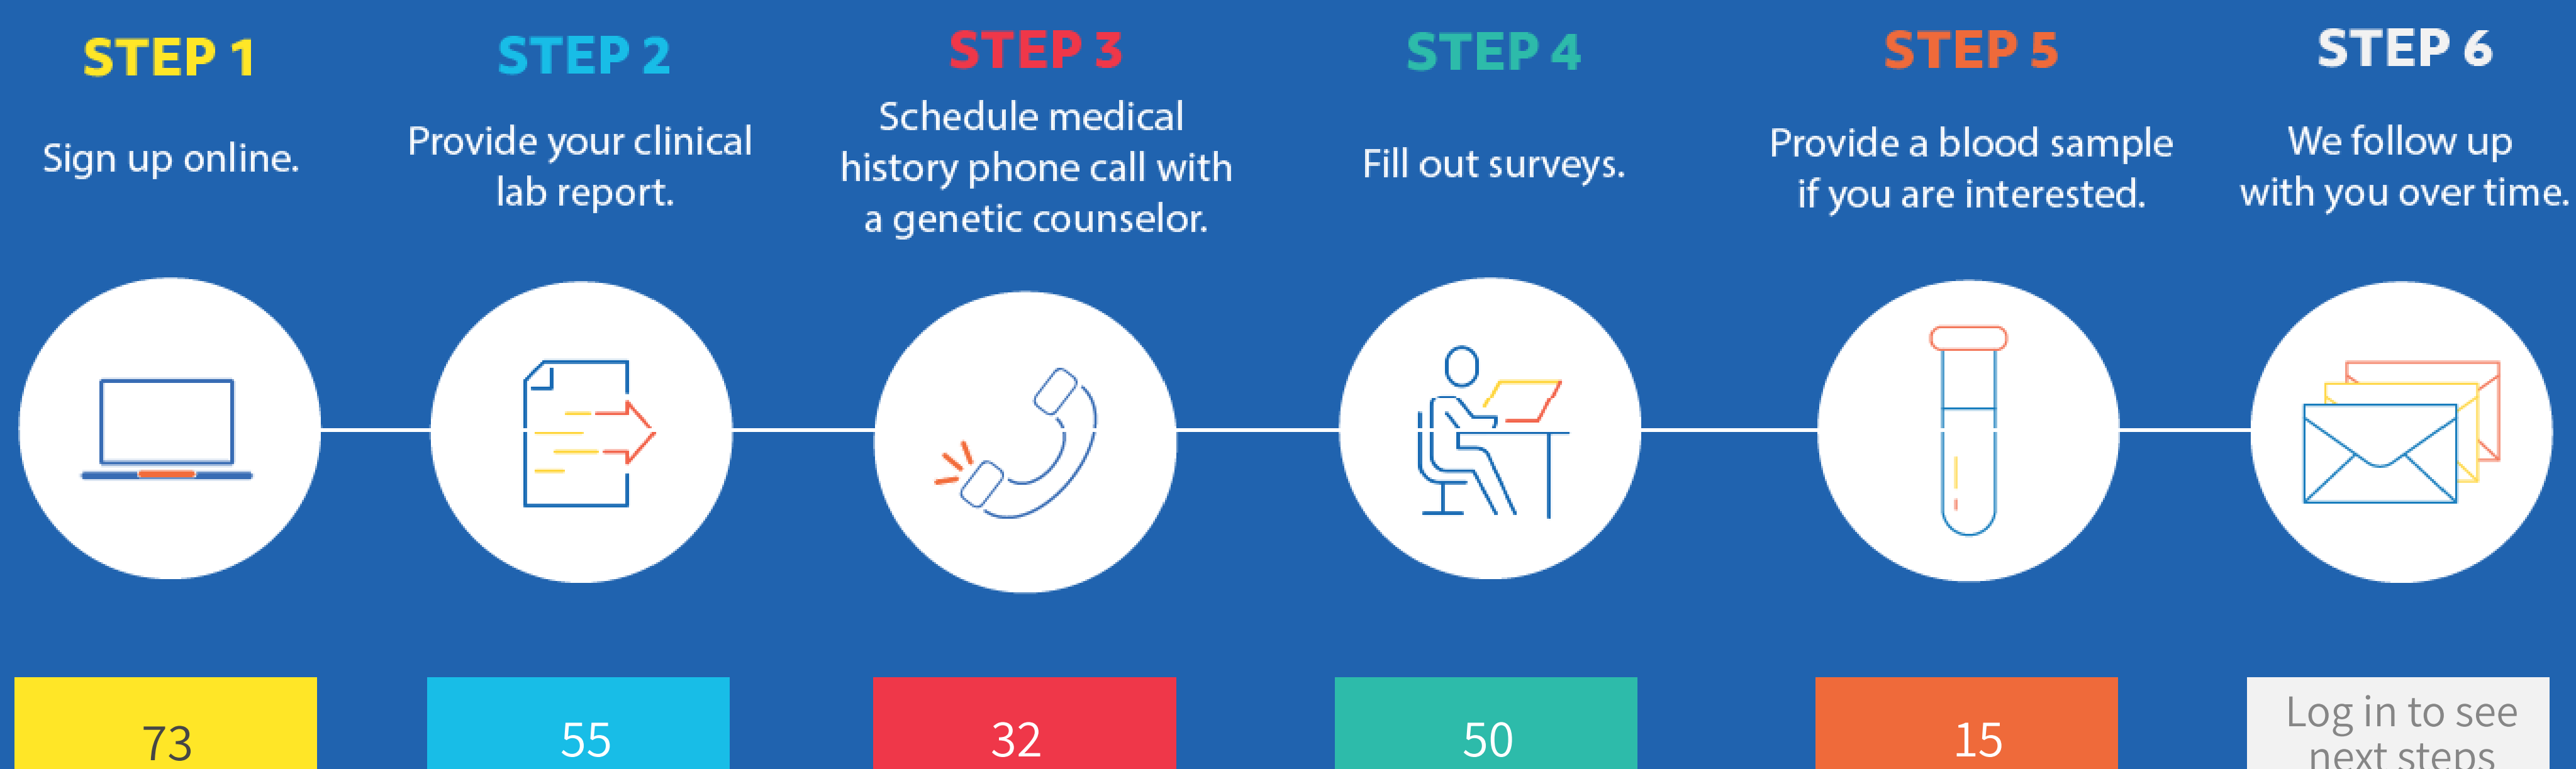 STEP 1
Sign up online.
STEP 2
Provide your clinical
lab report.
STEP 3
Schedule medical
history phone call with
a genetic counselor.
STEP 4
Fill out surveys.
STEP 5
Provide a blood sample
if you are interested.
STEP 6
We follow up
with you over time.
73
55
32
50
15
Log in to see
next steps